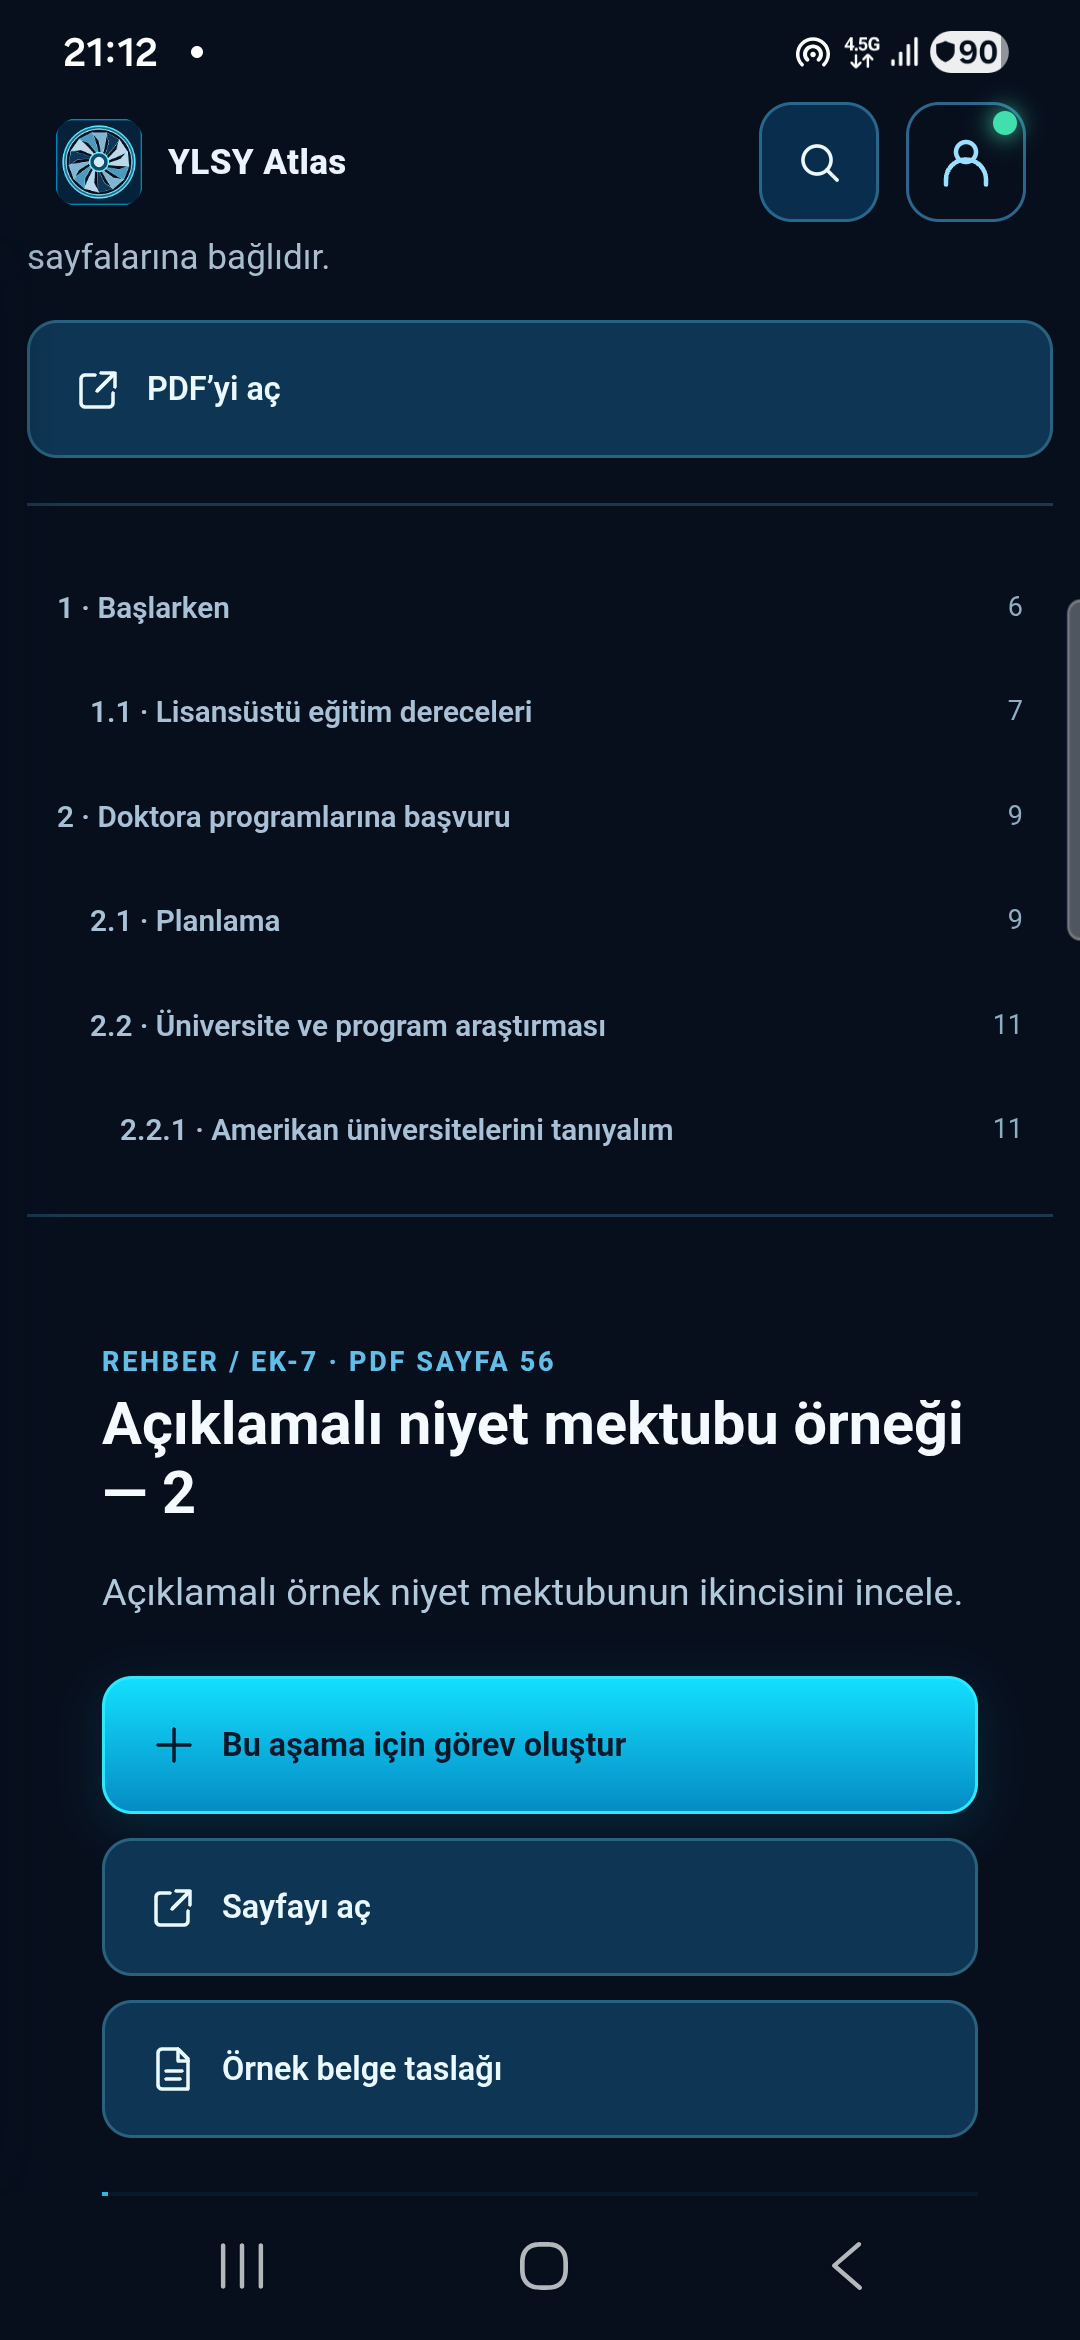 21:12
4.5G
90
YLSY Atlas
sayfalarına bağlıdır.
PDF’yi aç
1 · Başlarken 6
1.1 · Lisansüstü eğitim dereceleri 7
2 · Doktora programlarına başvuru 9
2.1 · Planlama 9
2.2 · Üniversite ve program araştırması 11
2.2.1 · Amerikan üniversitelerini tanıyalım 11
REHBER / EK-7 · PDF SAYFA 56
Açıklamalı niyet mektubu örneği
— 2
Açıklamalı örnek niyet mektubunun ikincisini incele.
Bu aşama için görev oluştur
Sayfayı aç
Örnek belge taslağı